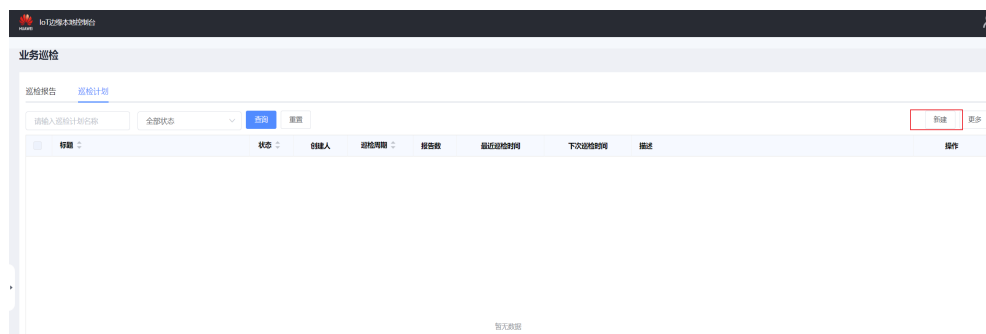 HUAWEI IoT边缘本地控制台
业务巡检
巡检报告 巡检计划
请输入巡检计划名称 全部状态 查询 重置 新建 更多
标题 状态 创建人 巡检周期 报告数 最近巡检时间 下次巡检时间 描述 操作
暂无数据